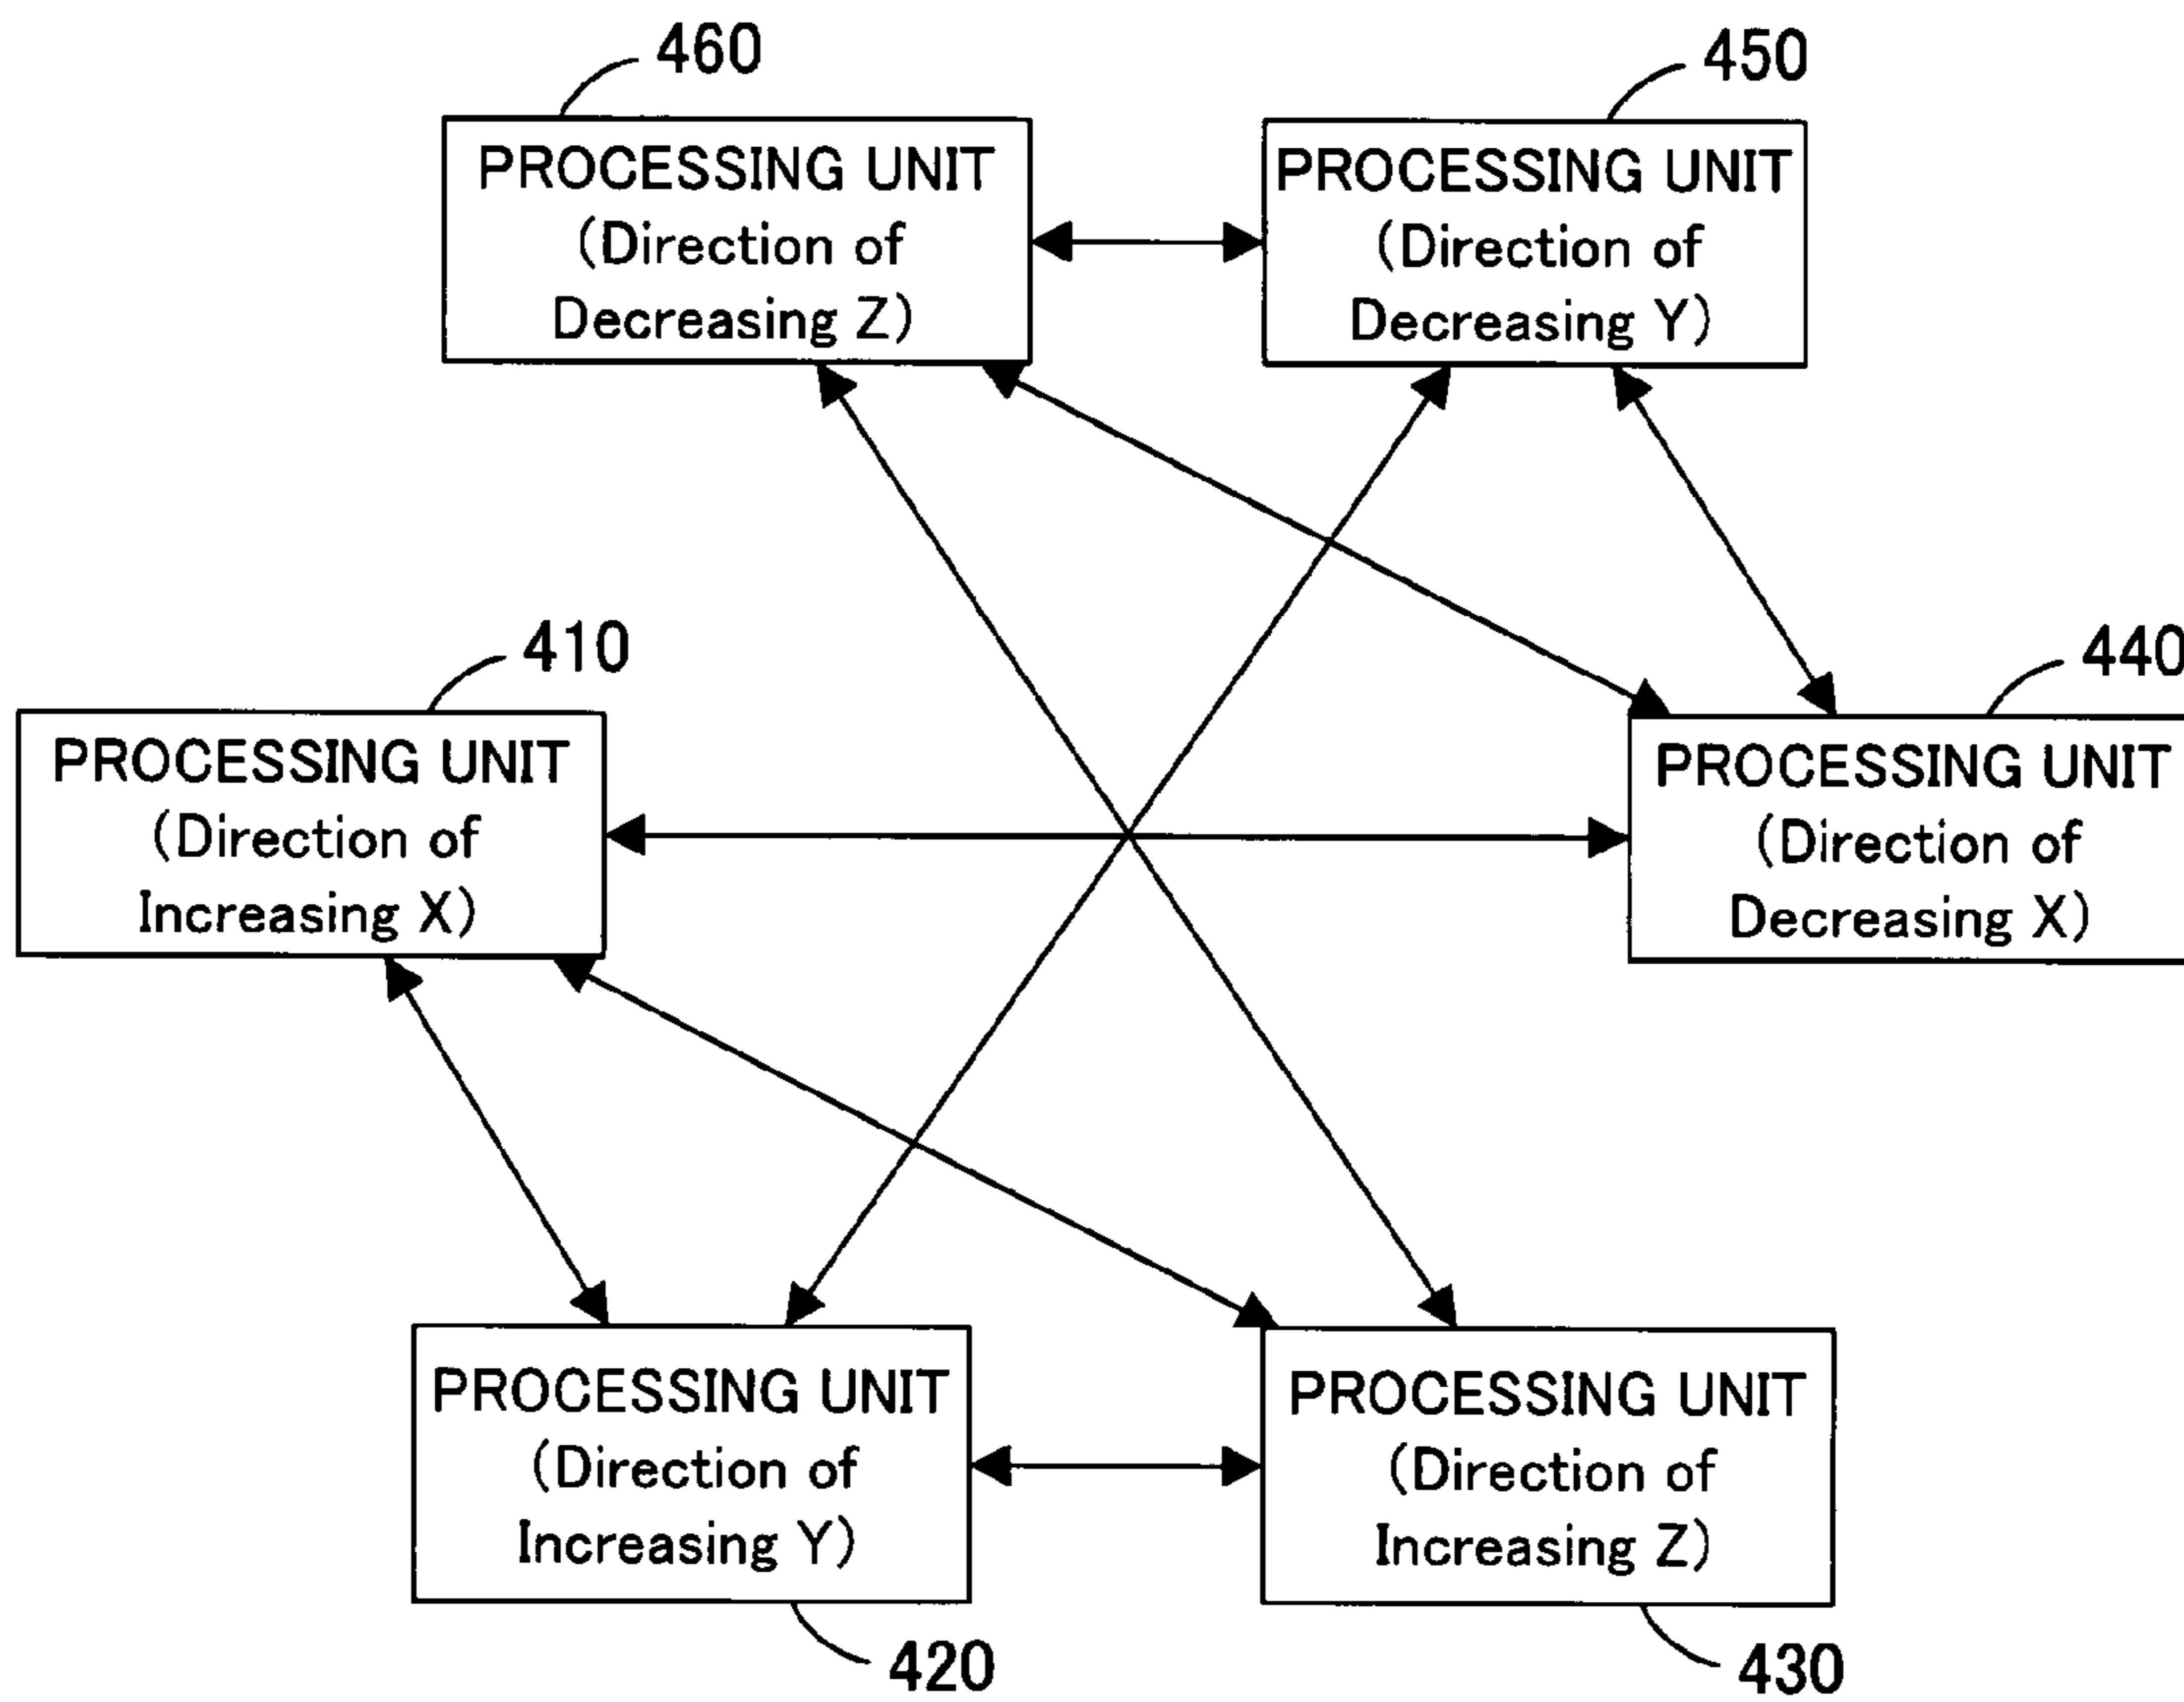 460
450
PROCESSING UNIT
(Direction of
Decreasing Z)
PROCESSING UNIT
(Direction of
Decreasing Y)
410
440
PROCESSING UNIT
(Direction of
Increasing X)
PROCESSING UNIT
(Direction of
Decreasing X)
PROCESSING UNIT
(Direction of
Increasing Y)
PROCESSING UNIT
(Direction of
Increasing Z)
420
430